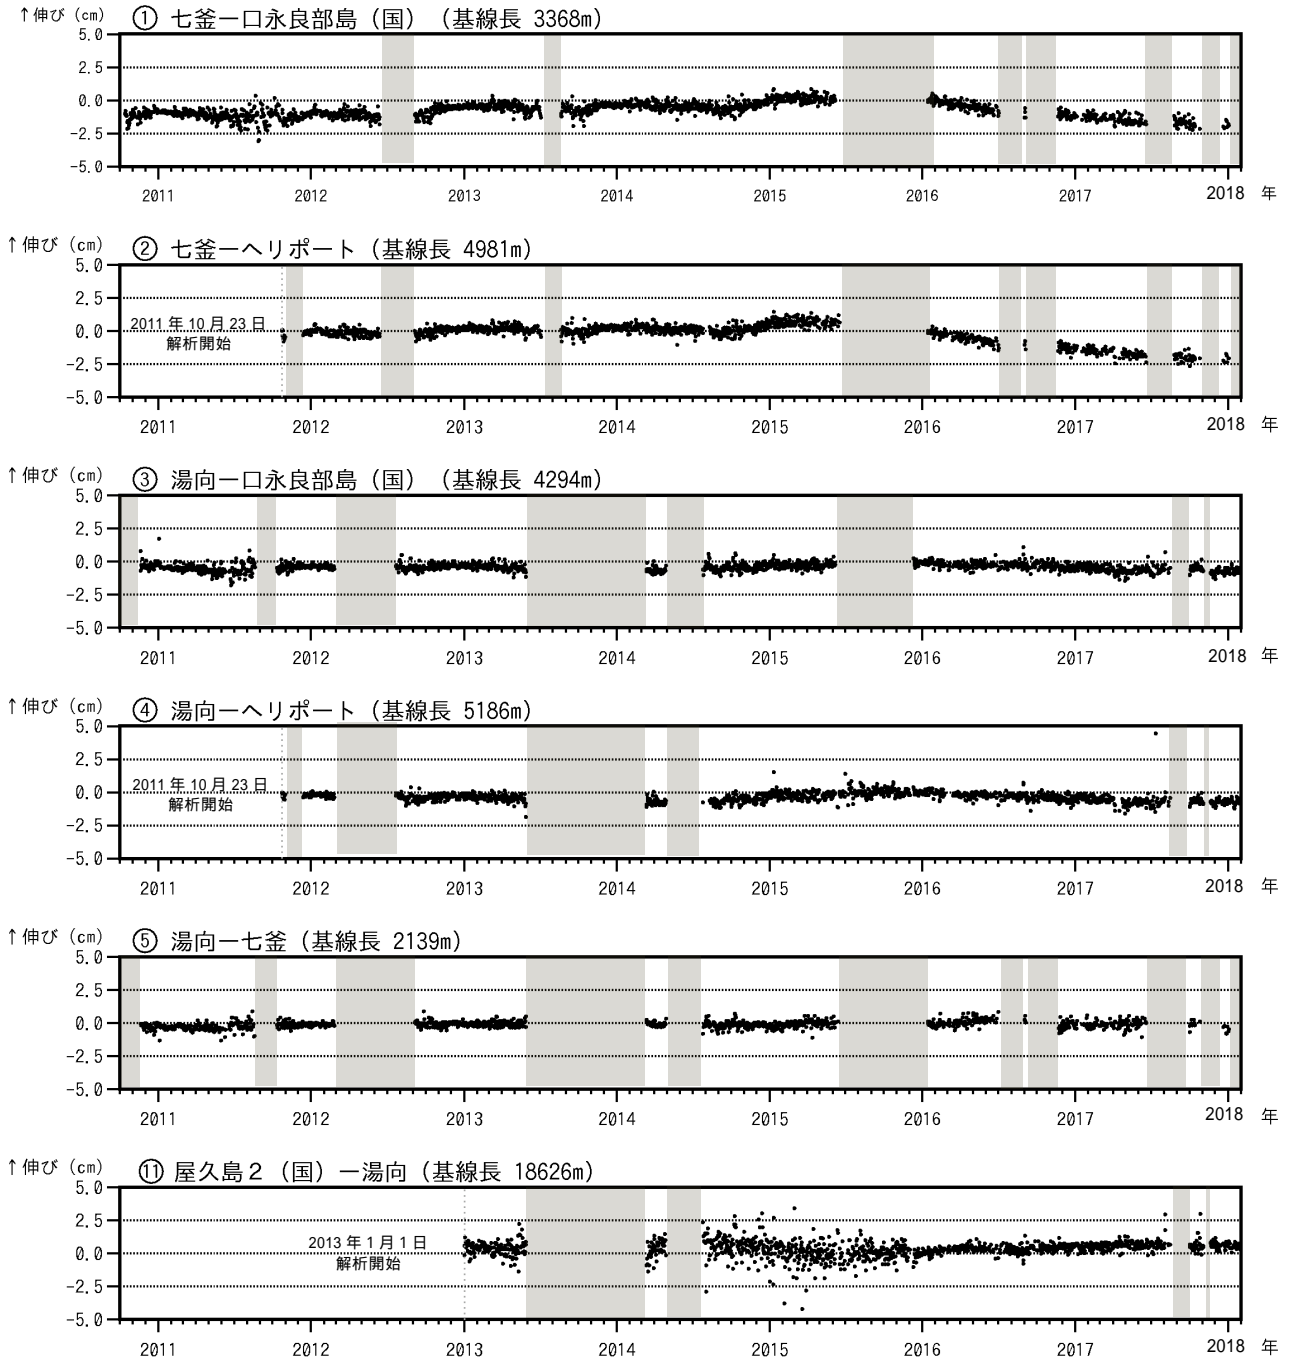 ↑伸び（cm） ① 七釜ー口永良部島（国）（基線長 3368m）
5.0
2.5
0.0
-2.5
-5.0
2011 2012 2013 2014 2015 2016 2017 2018 年
↑伸び（cm） ② 七釜ーヘリポート（基線長 4981m）
5.0
2.5
0.0
2011 年 10 月 23 日
解析開始
-2.5
-5.0
2011 2012 2013 2014 2015 2016 2017 2018 年
↑伸び（cm） ③ 湯向ー口永良部島（国）（基線長 4294m）
5.0
2.5
0.0
-2.5
-5.0
2011 2012 2013 2014 2015 2016 2017 2018 年
↑伸び（cm） ④ 湯向ーヘリポート（基線長 5186m）
5.0
2.5
2011 年 10 月 23 日
0.0
解析開始
-2.5
-5.0
2011 2012 2013 2014 2015 2016 2017 2018 年
↑伸び（cm） ⑤ 湯向ー七釜（基線長 2139m）
5.0
2.5
0.0
-2.5
-5.0
2011 2012 2013 2014 2015 2016 2017 2018 年
↑伸び（cm） ⑪ 屋久島２（国）ー湯向（基線長 18626m）
5.0
2.5
2013 年 1 月 1 日
0.0
解析開始
-2.5
-5.0
2011 2012 2013 2014 2015 2016 2017 2018 年